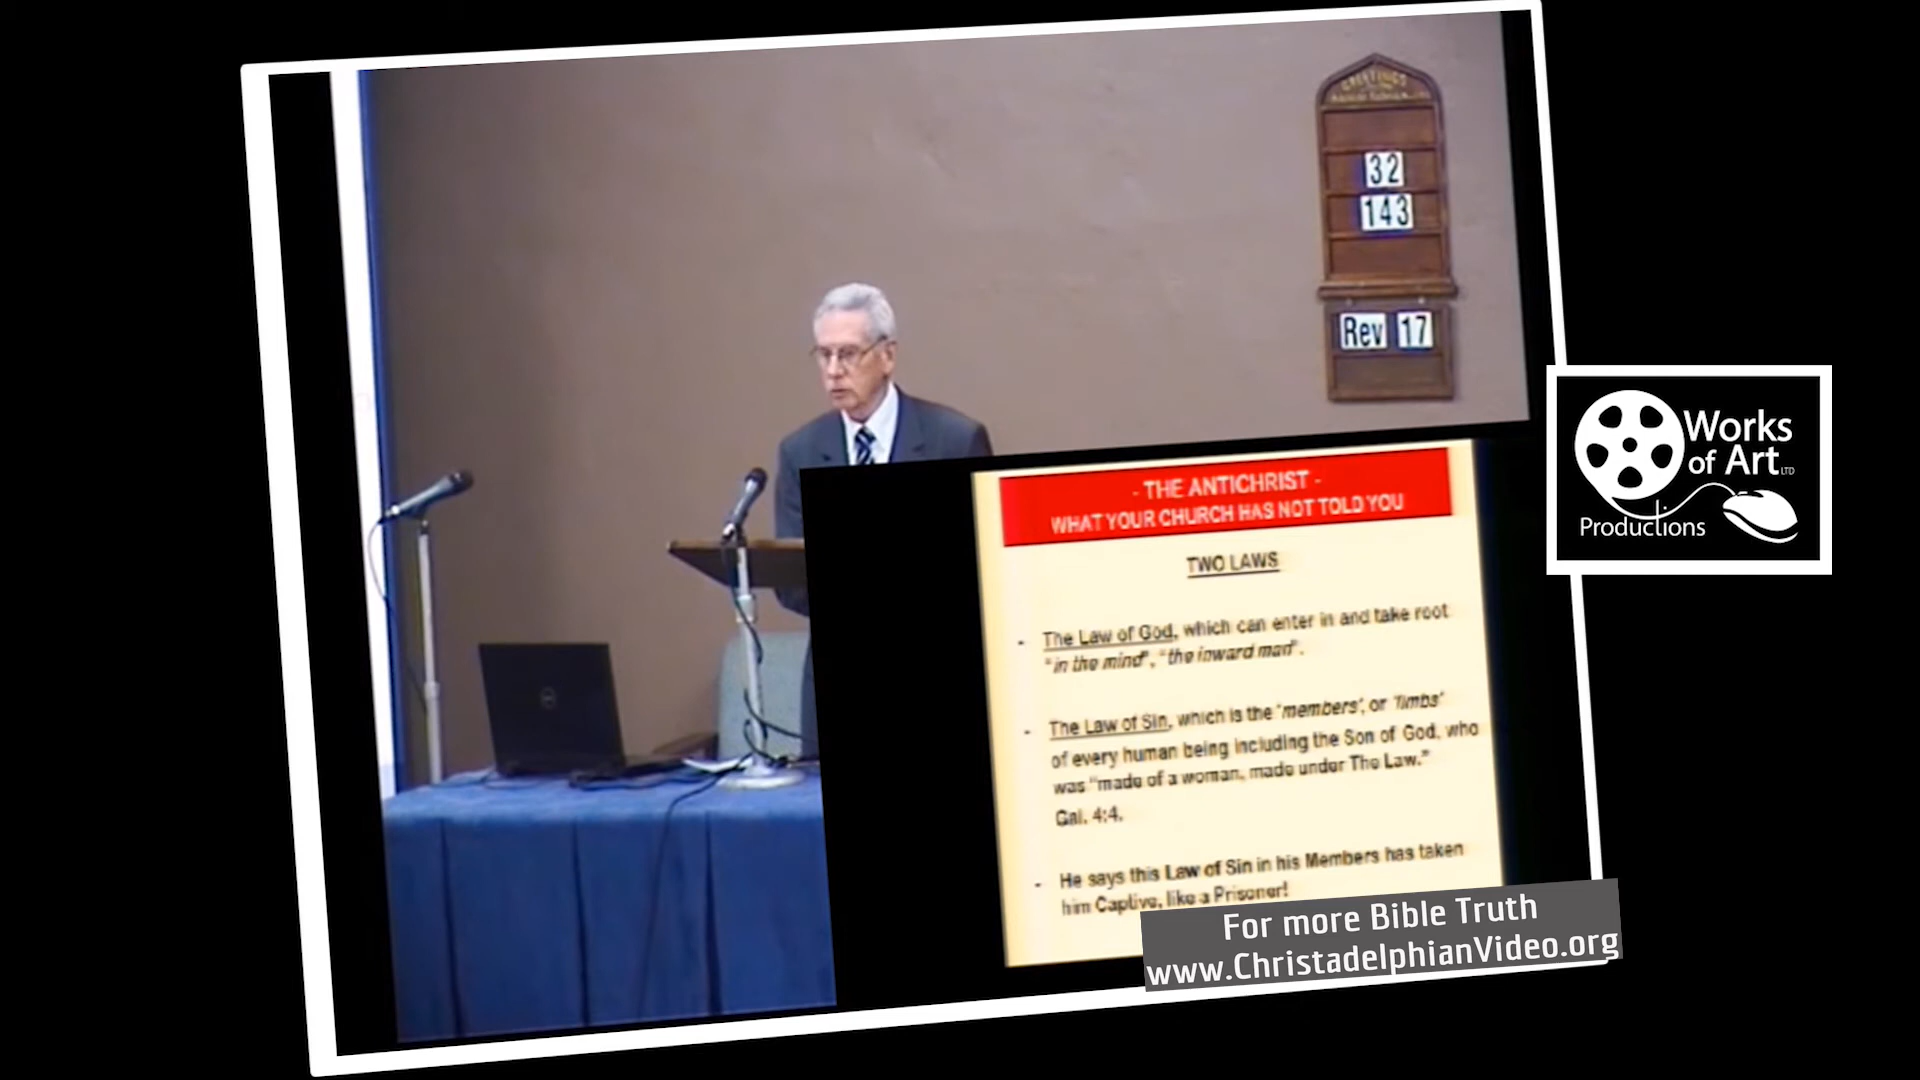 32
143
Rev 17
Works
of Art LTD
Productions
- THE ANTICHRIST -
WHAT YOUR CHURCH HAS NOT TOLD YOU
TWO LAWS
- The Law of God, which can enter in and take root
"in the mind", "the inward man".
- The Law of Sin, which is the 'members', or 'limbs'
of every human being including the Son of God, who
was "made of a woman, made under The Law."
Gal. 4:4.
- He says this Law of Sin in his Members has taken
him Captive, like a Prisoner!
For more Bible Truth
www.ChristadelphianVideo.org